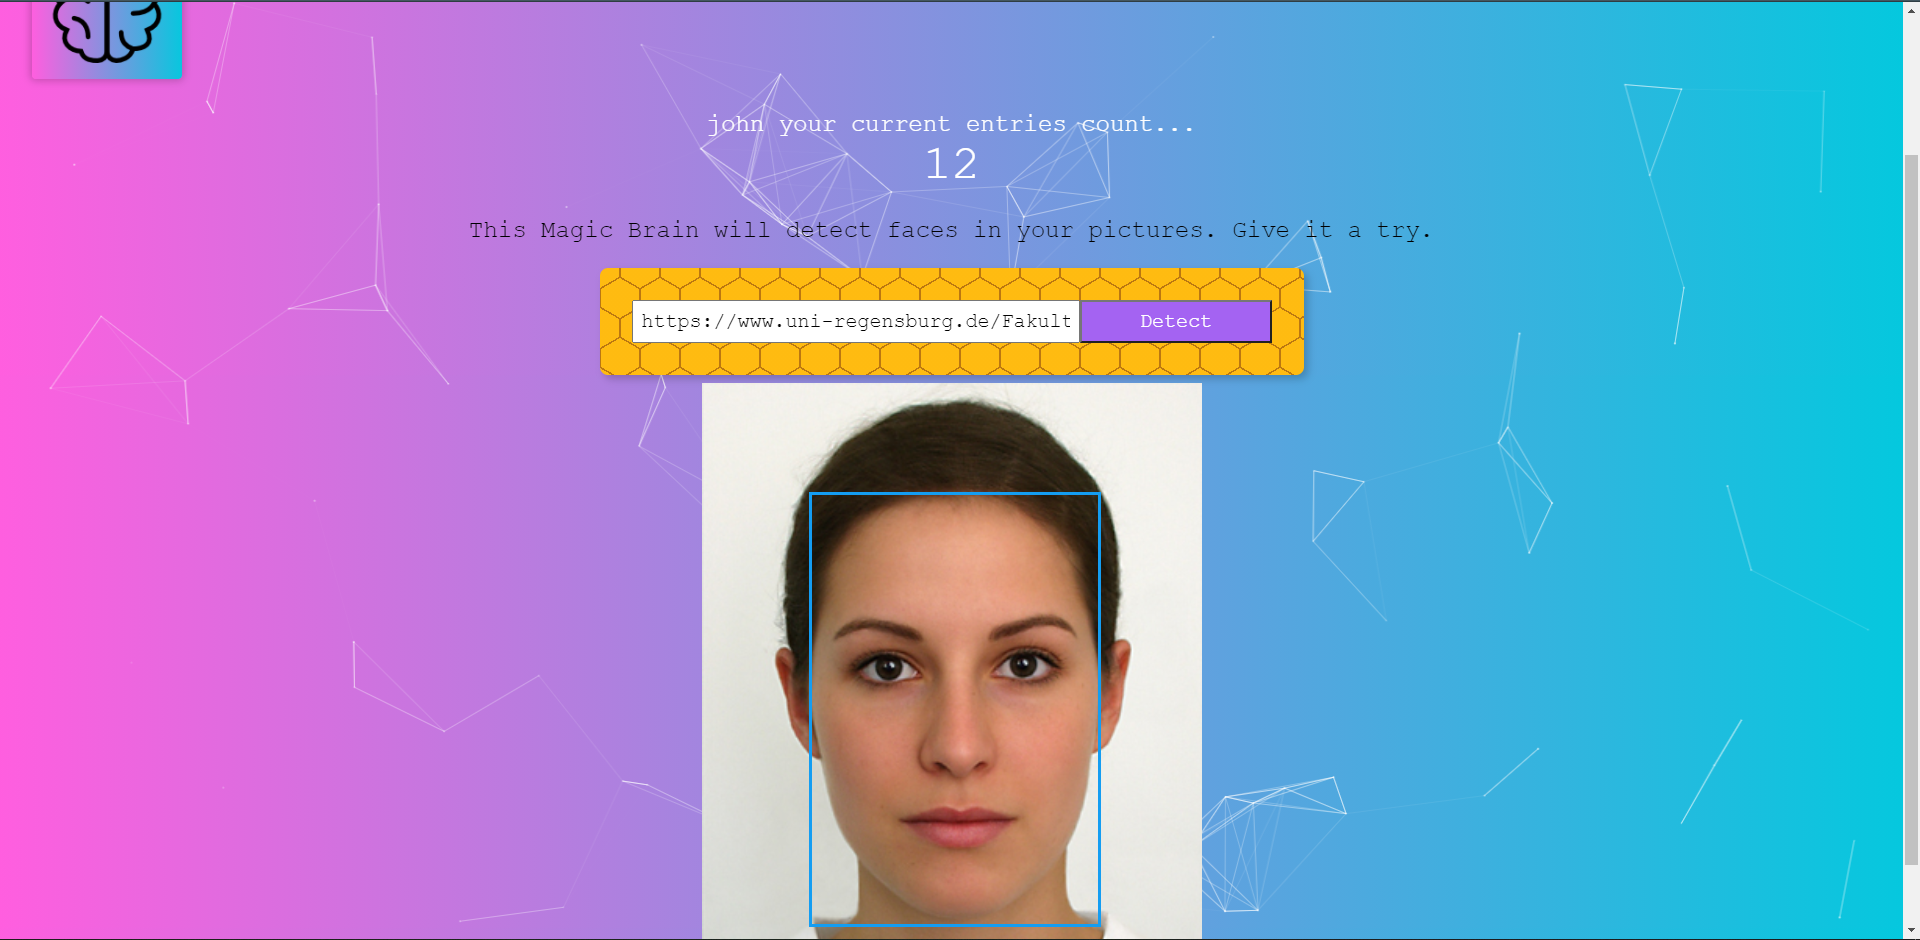 john your current entries count...
12
This Magic Brain will detect faces in your pictures. Give it a try.
https://www.uni-regensburg.de/Fakult
Detect